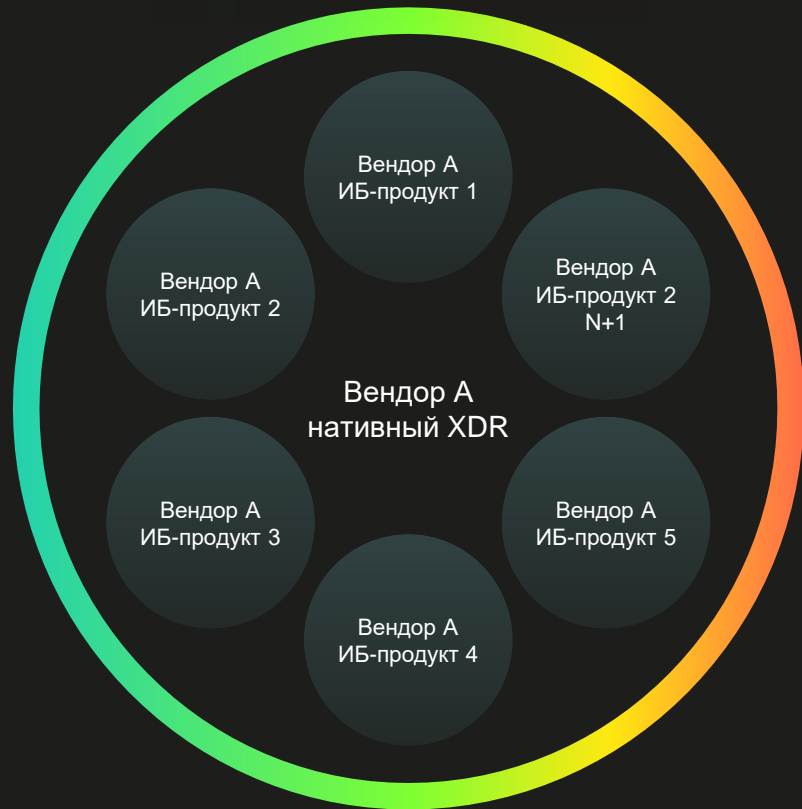 Вендор А
ИБ-продукт 1
Вендор А
ИБ-продукт 2
Вендор А
ИБ-продукт 2
N+1
Вендор А
нативный XDR
Вендор А
ИБ-продукт 3
Вендор А
ИБ-продукт 5
Вендор А
ИБ-продукт 4